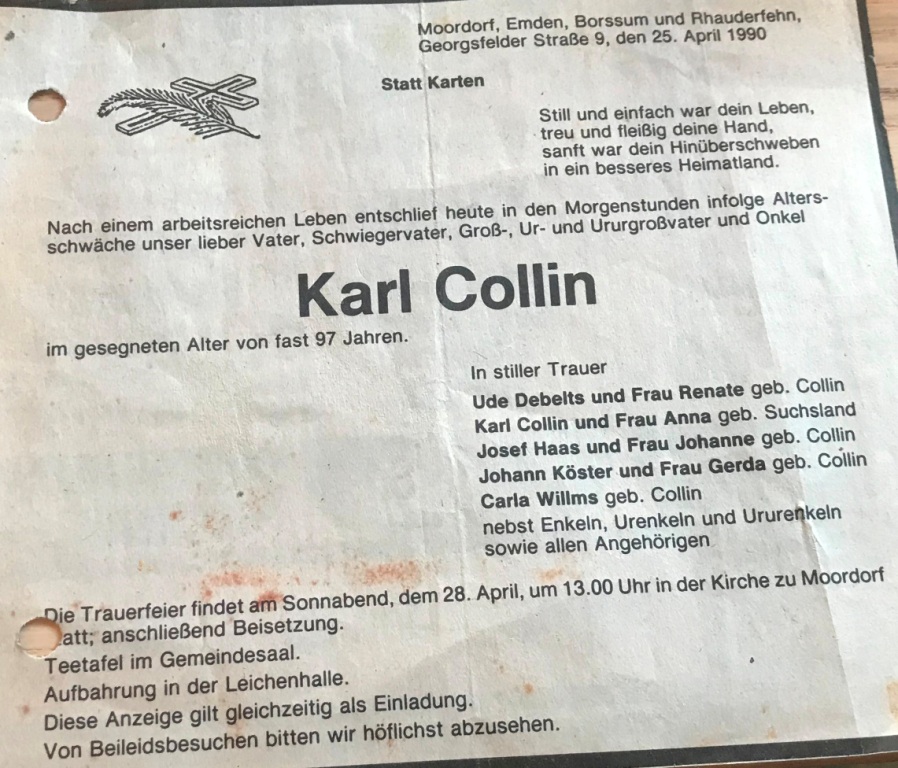 Moordorf, Emden, Borssum und Rhauderfehn,
Georgsfelder Straße 9, den 25. April 1990
Statt Karten
Still und einfach war dein Leben,
treu und fleißig deine Hand,
sanft war dein Hinüberschweben
in ein besseres Heimatland.
Nach einem arbeitsreichen Leben entschlief heute in den Morgenstunden infolge Alters-
schwäche unser lieber Vater, Schwiegervater, Groß-, Ur- und Ururgroßvater und Onkel
Karl Collin
im gesegneten Alter von fast 97 Jahren.
In stiller Trauer
Ude Debelts und Frau Renate geb. Collin
Karl Collin und Frau Anna geb. Suchsland
Josef Haas und Frau Johanne geb. Collin
Johann Köster und Frau Gerda geb. Collin
Carla Willms geb. Collin
nebst Enkeln, Urenkeln und Ururenkeln
sowie allen Angehörigen
Die Trauerfeier findet am Sonnabend, dem 28. April, um 13.00 Uhr in der Kirche zu Moordorf
tatt; anschließend Beisetzung.
Teetafel im Gemeindesaal.
Aufbahrung in der Leichenhalle.
Diese Anzeige gilt gleichzeitig als Einladung.
Von Beileidsbesuchen bitten wir höflichst abzusehen.